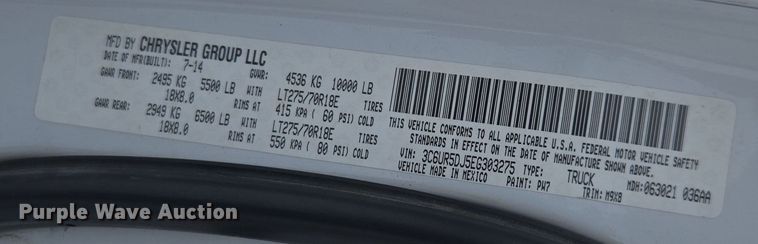 MFD BY CHRYSLER GROUP LLC
DATE OF MFR(BUILT): 7-14 GVWR: 4536 KG 10000 LB
GAWR FRONT: 2495 KG 5500 LB WITH LT275/70R18E TIRES
18X8.0 RIMS AT 415 KPA ( 60 PSI) COLD
GAWR REAR: 2949 KG 6500 LB WITH LT275/70R18E TIRES
18X8.0 RIMS AT 550 KPA ( 80 PSI) COLD
THIS VEHICLE CONFORMS TO ALL APPLICABLE U.S.A. FEDERAL MOTOR VEHICLE SAFETY
STANDARDS IN EFFECT ON THE DATE OF MANUFACTURE SHOWN ABOVE.
VIN: 3C6UR5DJ5EG303275 TYPE: TRUCK MDH: 063021 036AA
VEHICLE MADE IN MEXICO PAINT: PW7 TRIM: M9X8
Purple Wave Auction